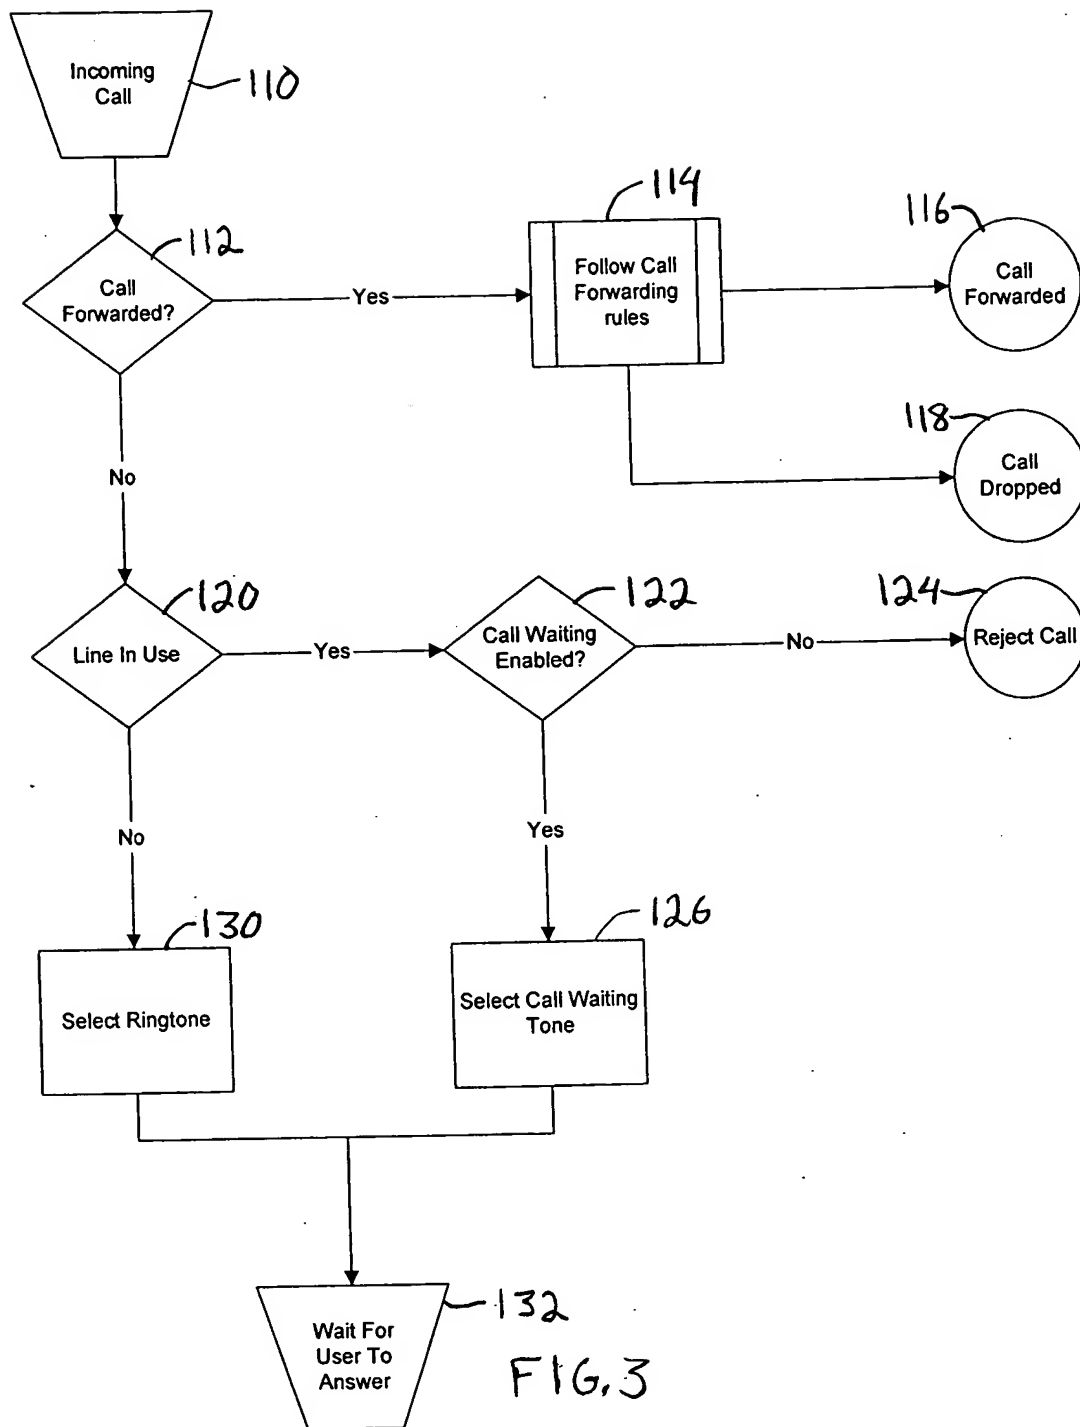 Incoming
Call
110
112
Call
Forwarded?
Yes
114
Follow Call
Forwarding
rules
116
Call
Forwarded
118
Call
Dropped
No
120
Line In Use
Yes
122
Call Waiting
Enabled?
No
124
Reject Call
No
Yes
130
Select Ringtone
126
Select Call Waiting
Tone
132
Wait For
User To
Answer
FIG.3